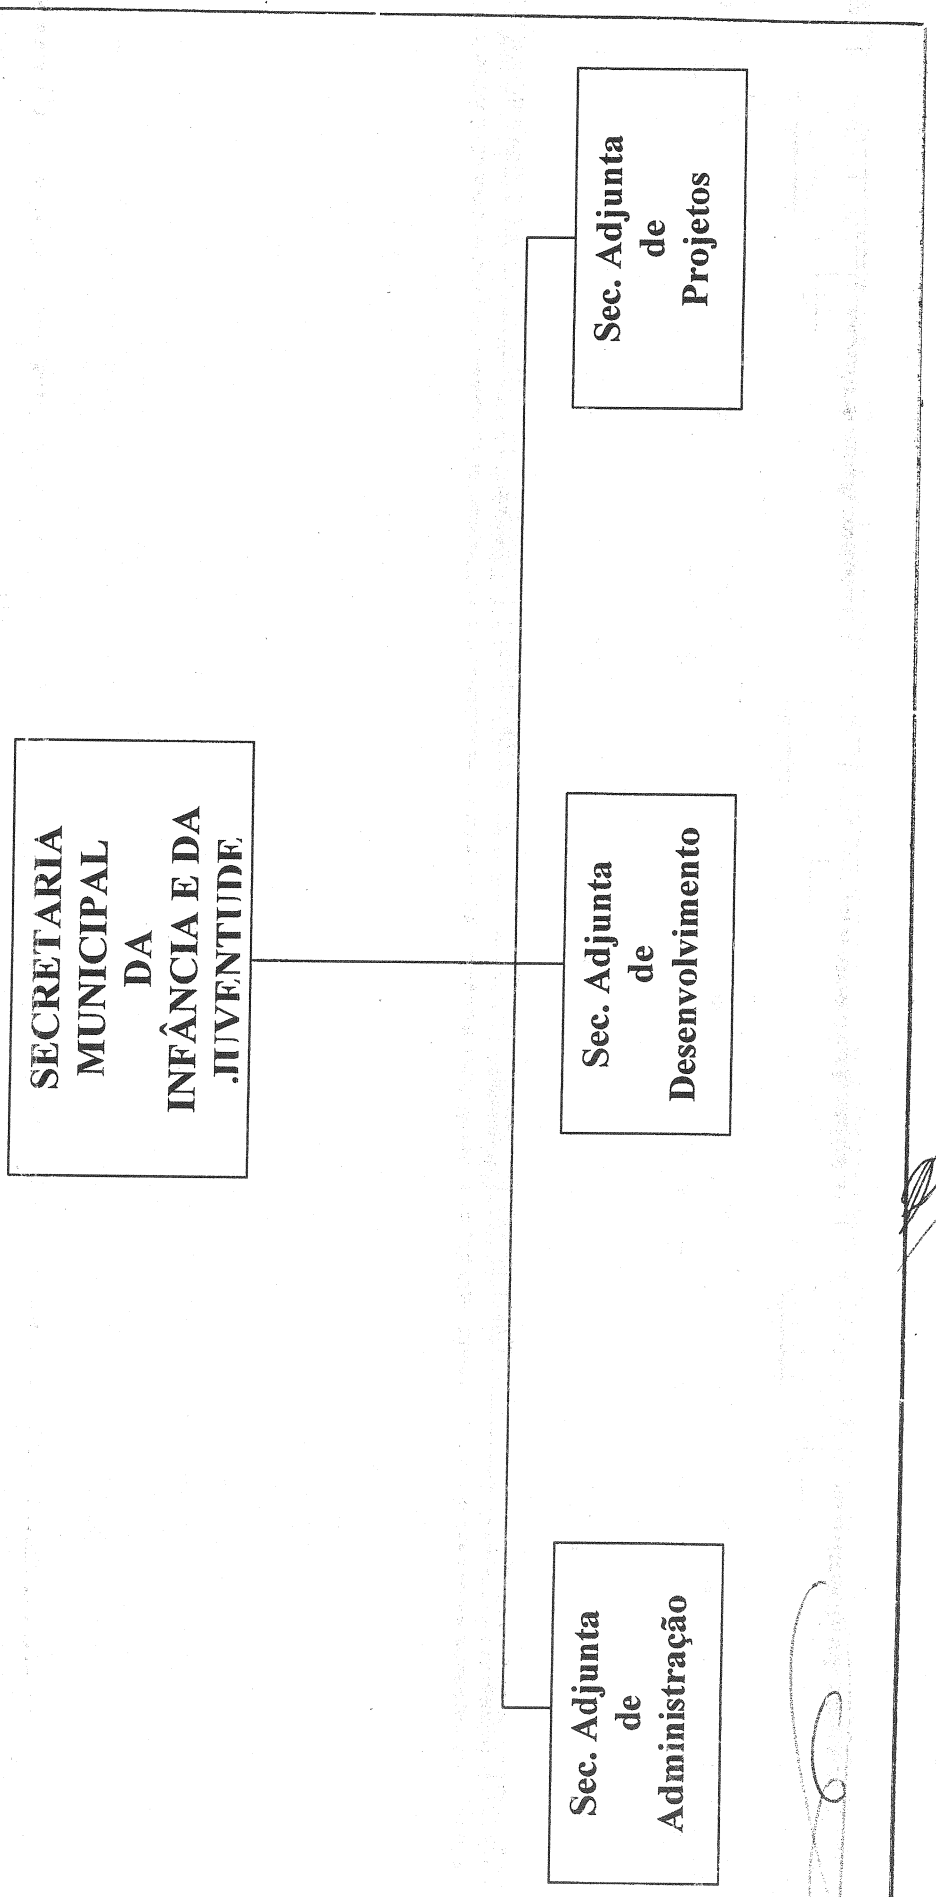 SECRETARIA
MUNICIPAL
DA
INFÂNCIA E DA
JUVENTUDE
Sec. Adjunta
de
Administração
Sec. Adjunta
de
Desenvolvimento
Sec. Adjunta
de
Projetos